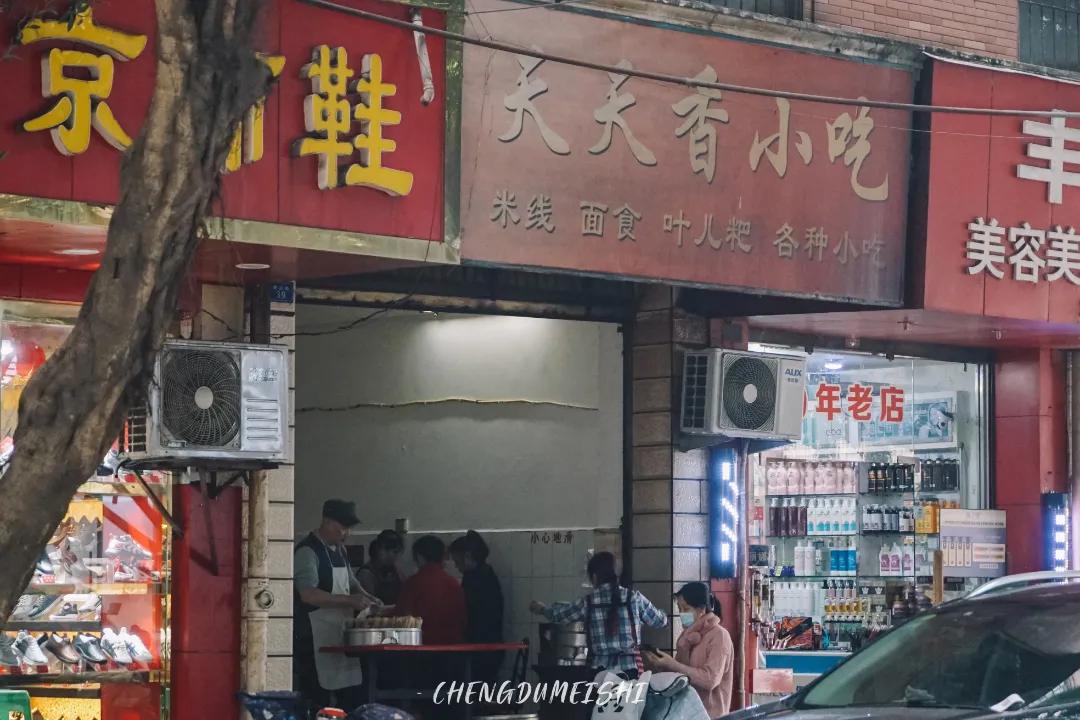 京 鞋
天天香小吃
米线 面食 叶儿粑 各种小吃
丰
美容美
39
AUX
年老店
小心地滑
CHENGDUMEISHI